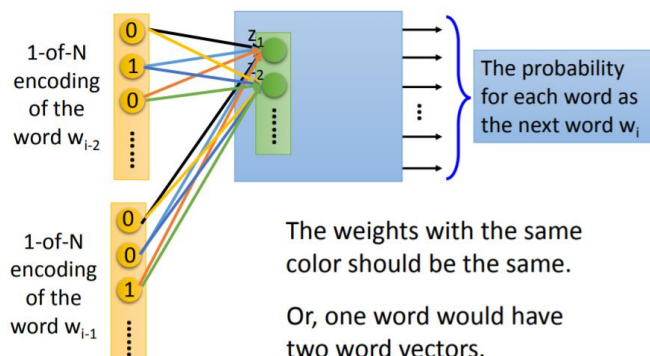 1-of-N
encoding
of the
word wi-2
0
1
0
......
z1
z2
......
...
The probability
for each word as
the next word wi
1-of-N
encoding
of the
word wi-1
0
0
1
......
The weights with the same
color should be the same.
Or, one word would have
two word vectors.